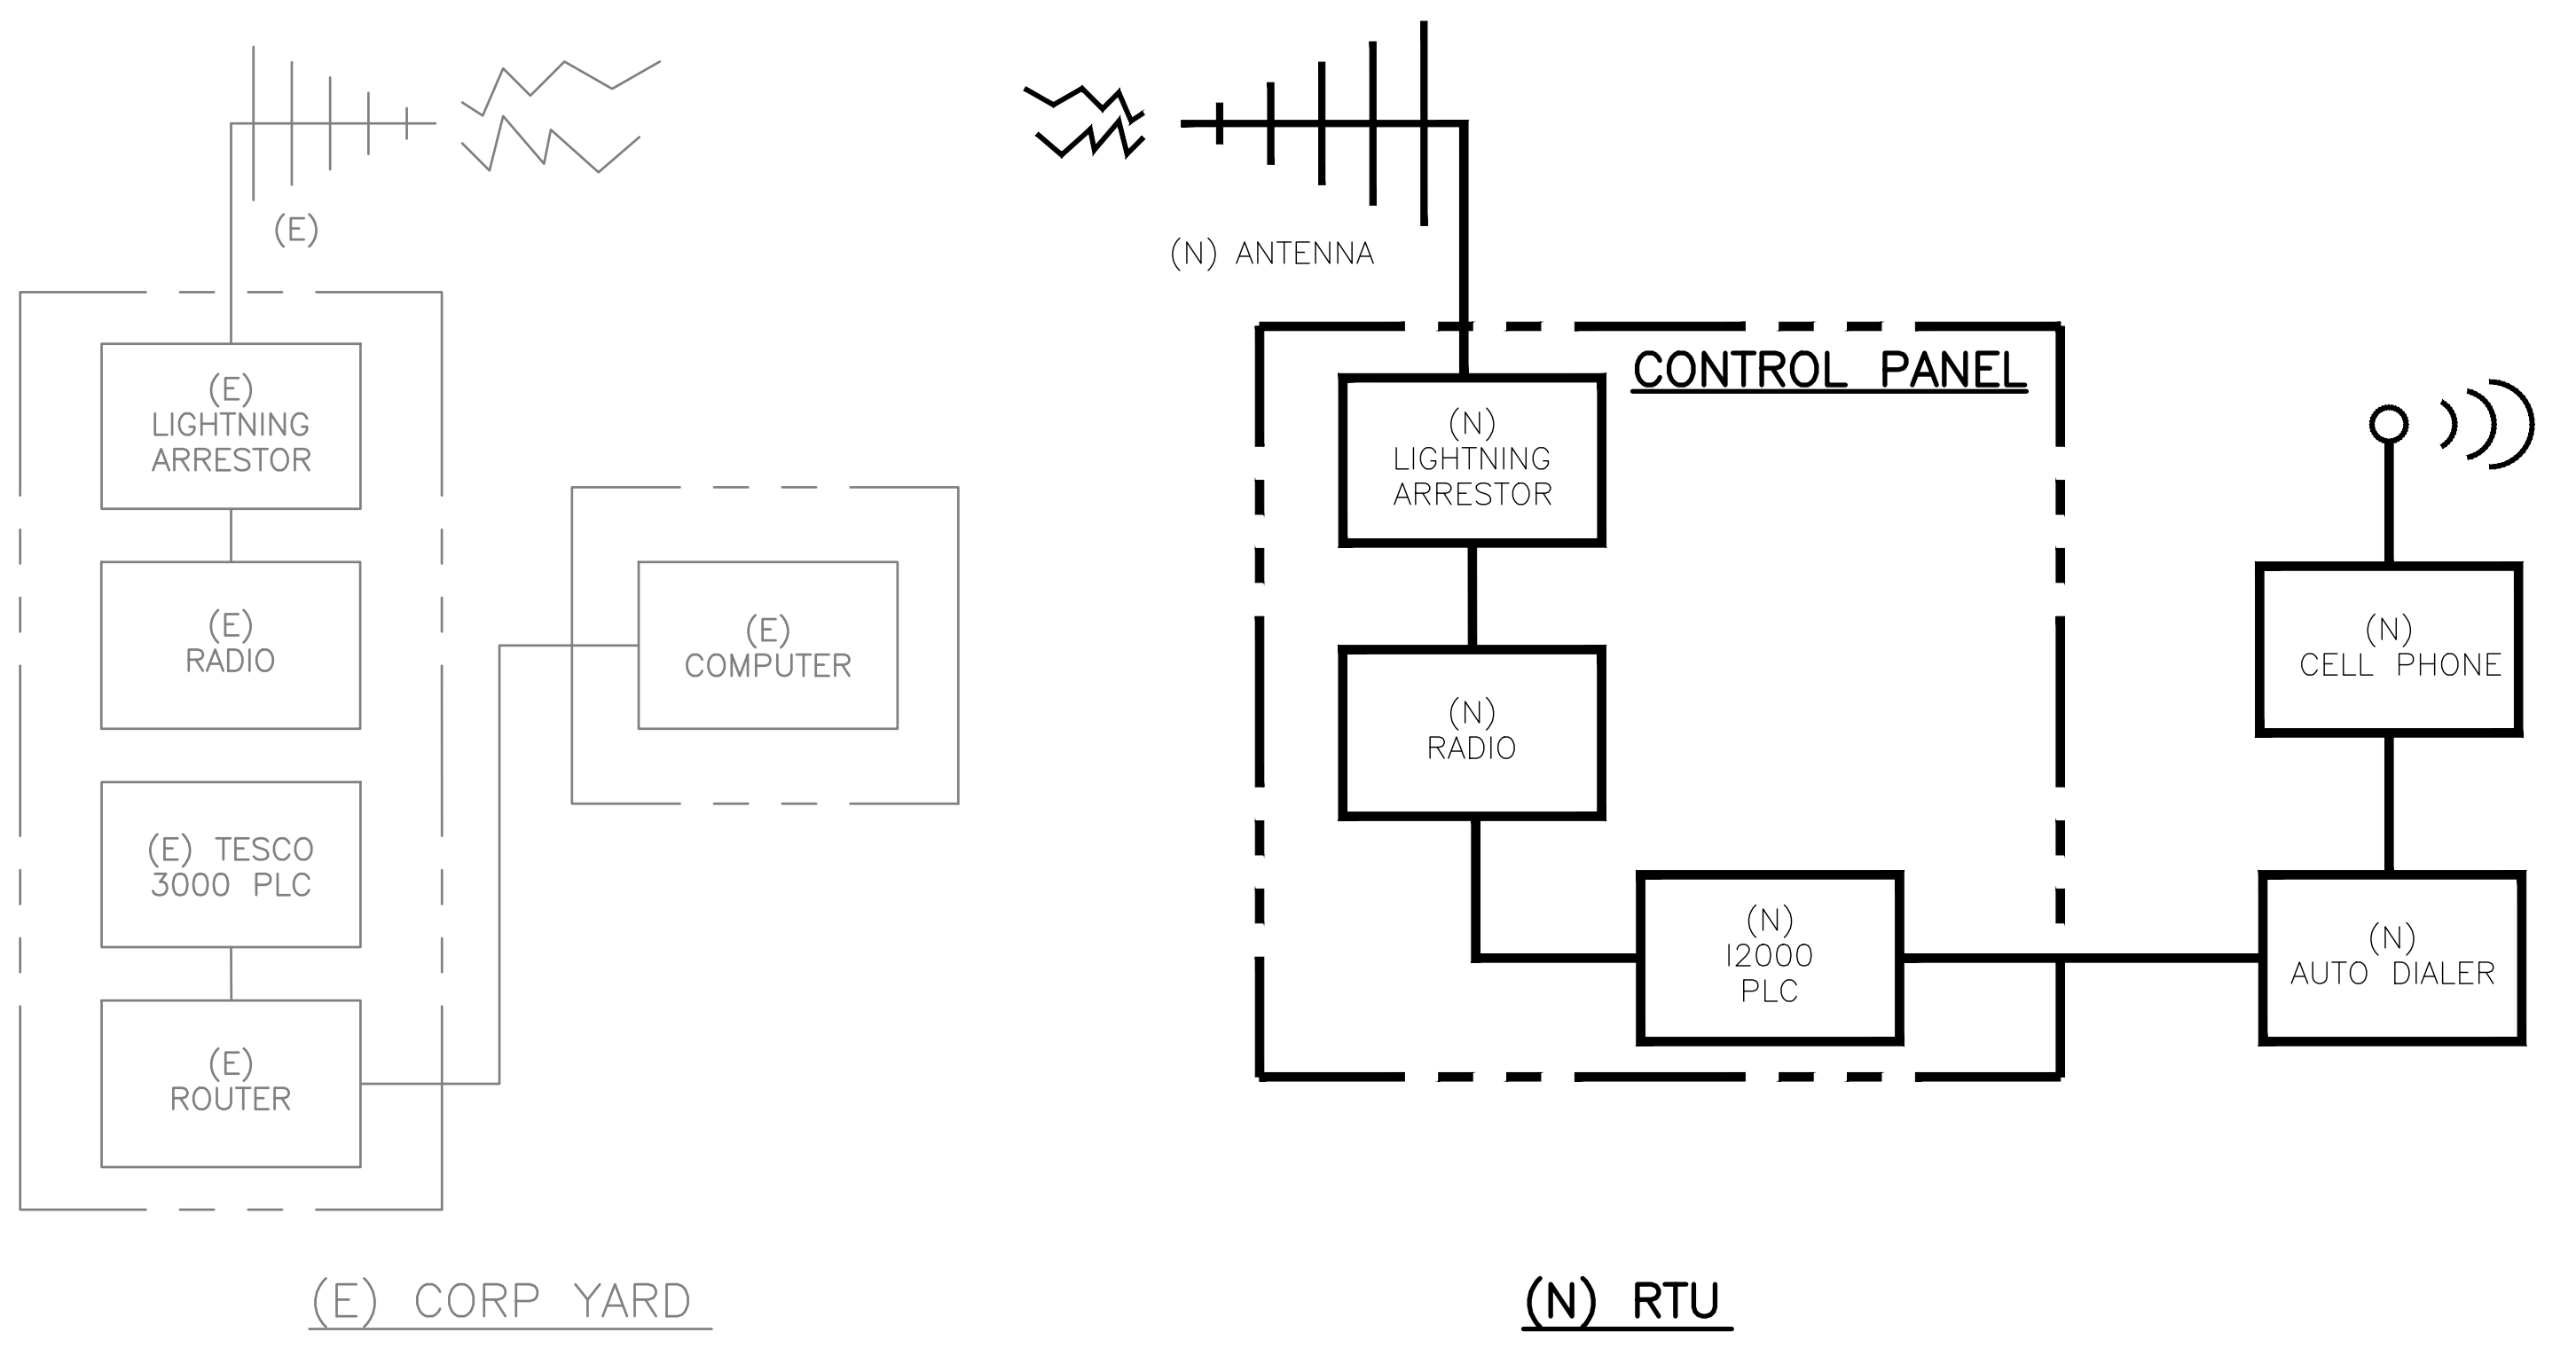 (E)
(E)
LIGHTNING
ARRESTOR
(E)
RADIO
(E) TESCO
3000 PLC
(E)
ROUTER
(E)
COMPUTER
(E) CORP YARD
(N) ANTENNA
CONTROL PANEL
(N)
LIGHTNING
ARRESTOR
(N)
RADIO
(N)
l2000
PLC
(N)
CELL PHONE
(N)
AUTO DIALER
(N) RTU